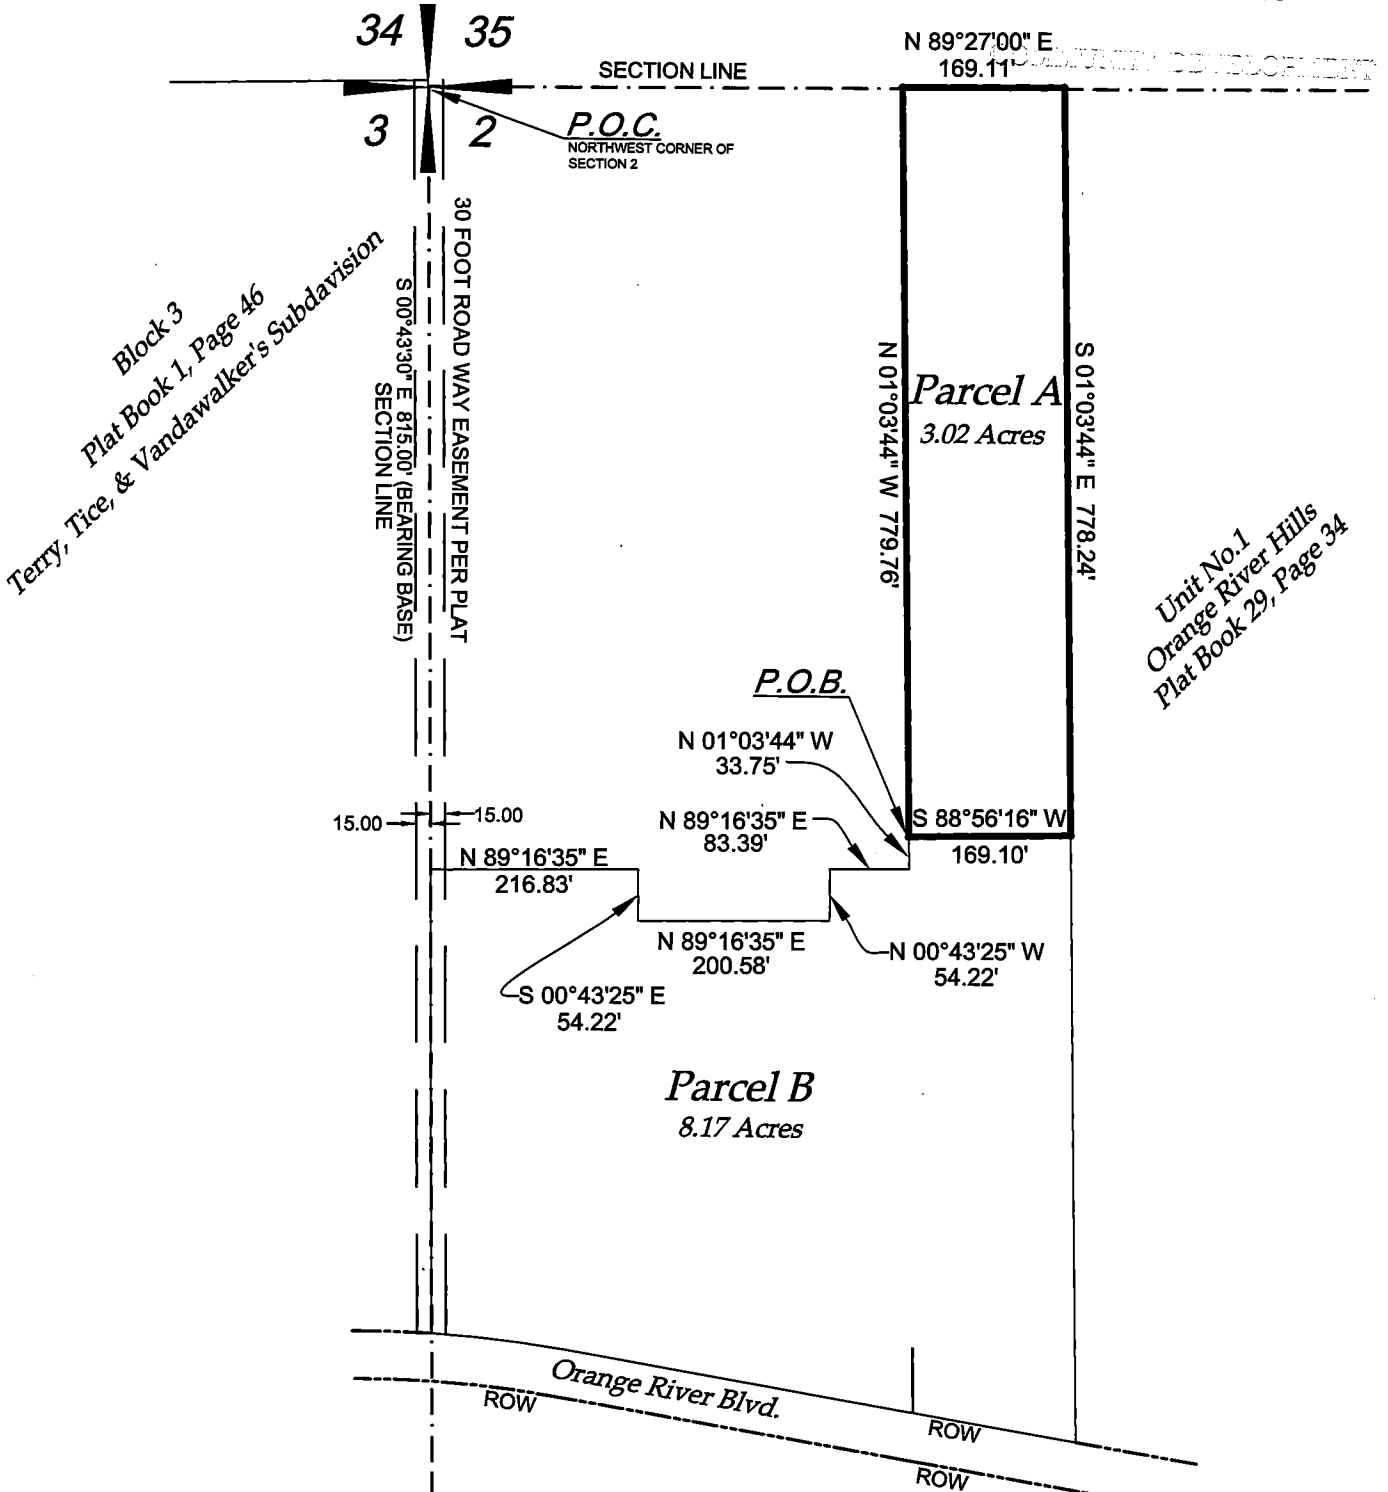 34 35
N 89°27'00" E
169.11'
COMMUNITY DEVELOPMENT
SECTION LINE
3 2
P.O.C.
NORTHWEST CORNER OF
SECTION 2
30 FOOT ROAD WAY EASEMENT PER PLAT
S 00°43'30" E 815.00' (BEARING BASE)
SECTION LINE
Block 3
Plat Book 1, Page 46
Terry, Tice, & Vandawalker's Subdavision
N 01°03'44" W 779.76'
Parcel A
3.02 Acres
S 01°03'44" E 778.24'
Unit No.1
Orange River Hills
Plat Book 29, Page 34
P.O.B.
N 01°03'44" W
33.75'
15.00 15.00
N 89°16'35" E
83.39'
S 88°56'16" W
169.10'
N 89°16'35" E
216.83'
N 89°16'35" E
200.58'
N 00°43'25" W
54.22'
S 00°43'25" E
54.22'
Parcel B
8.17 Acres
Orange River Blvd.
ROW
ROW
ROW